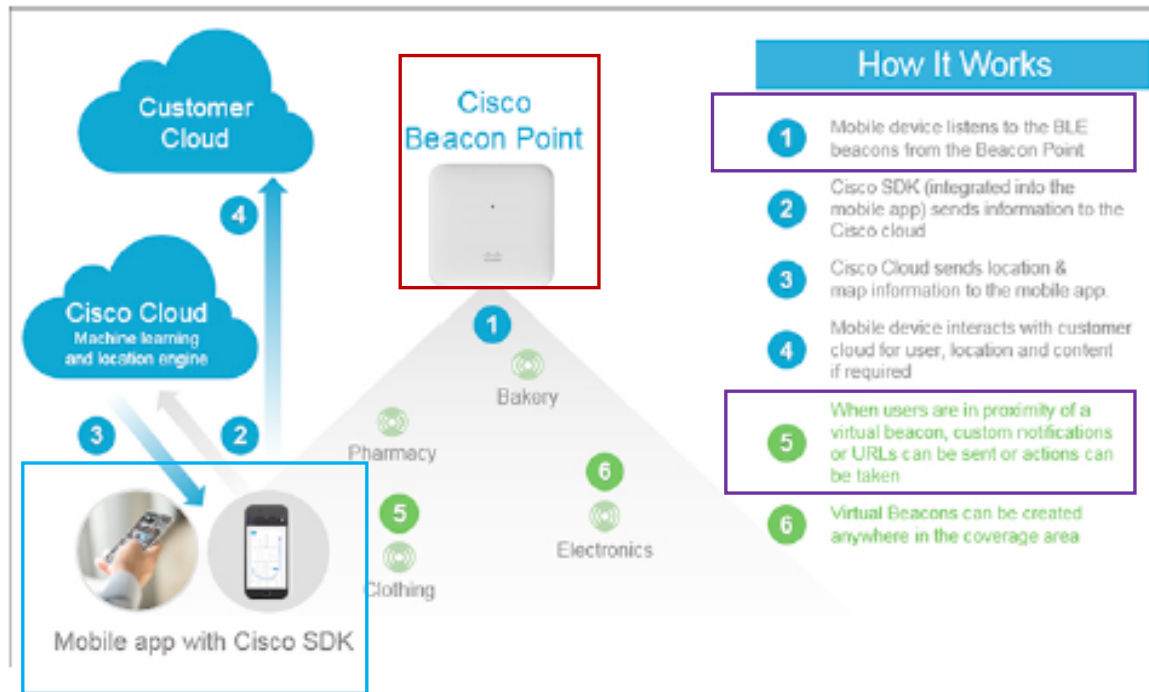 Customer
Cloud
4
Cisco Cloud
Machine learning
and location engine
3
2
Mobile app with Cisco SDK
Cisco
Beacon Point
1
Bakery
Pharmacy
6
5
Electronics
Clothing
How It Works
1
Mobile device listens to the BLE
beacons from the Beacon Point
2
Cisco SDK (integrated into the
mobile app) sends information to the
Cisco cloud
3
Cisco Cloud sends location &
map information to the mobile app.
4
Mobile device interacts with customer
cloud for user, location and content
if required
5
When users are in proximity of a
virtual beacon, custom notifications
or URLs can be sent or actions can
be taken
6
Virtual Beacons can be created
anywhere in the coverage area